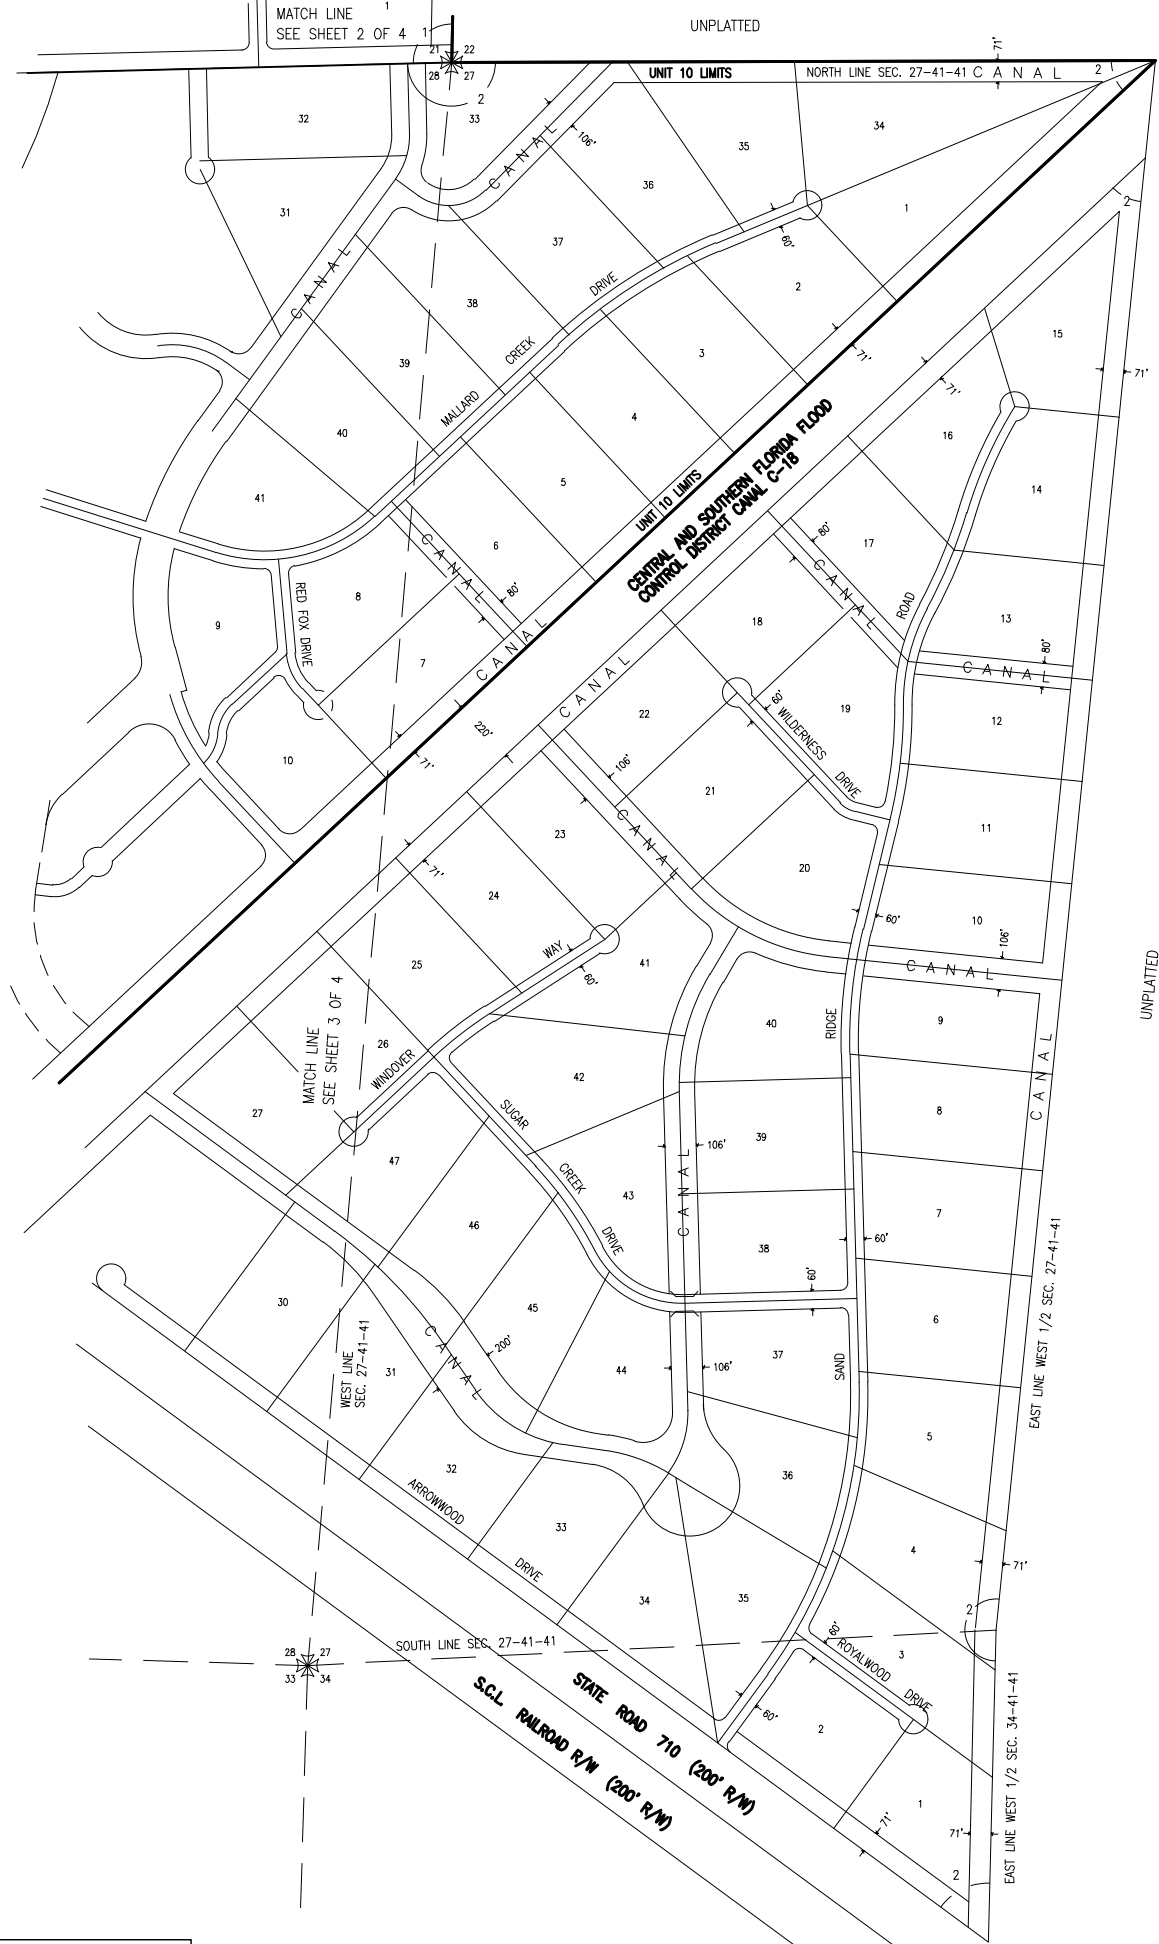 MATCH LINE
SEE SHEET 2 OF 4
1
1
UNPLATTED
71'
21
22
28
27
2
UNIT 10 LIMITS
NORTH LINE SEC. 27-41-41
CANAL
2
32
33
106'
CANAL
35
34
36
31
37
1
2
60'
CANAL
DRIVE
2
38
15
CREEK
3
39
71'
71'
71'
MALLARD
4
40
16
CENTRAL AND SOUTHERN FLORIDA FLOOD
CONTROL DISTRICT CANAL C-18
5
14
41
UNIT 10 LIMITS
6
CANAL
80'
80'
17
CANAL
8
RED FOX DRIVE
ROAD
9
18
13
80'
7
CANAL
CANAL
CANAL
60'
19
12
22
220'
WILDERNESS
DRIVE
10
71'
106'
21
23
CANAL
11
20
71'
24
60'
10
106'
WAY
25
41
60'
CANAL
UNPLATTED
MATCH LINE
SEE SHEET 3 OF 4
40
RIDGE
9
26
WINDOVER
42
CANAL
27
SUGAR
8
39
106'
47
CREEK
43
CANAL
7
46
DRIVE
38
60'
60'
30
45
6
EAST LINE WEST 1/2 SEC. 27-41-41
CANAL
200'
WEST LINE
SEC. 27-41-41
31
44
106'
37
SAND
5
32
36
ARROWWOOD
33
DRIVE
4
71'
34
35
2
SOUTH LINE SEC. 27-41-41
60'
ROYALWOOD
DRIVE
3
28
27
33
34
S.C.L. RAILROAD R/W (200' R/W)
STATE ROAD 710 (200' R/W)
60'
2
1
71'
71'
EAST LINE WEST 1/2 SEC. 34-41-41
2